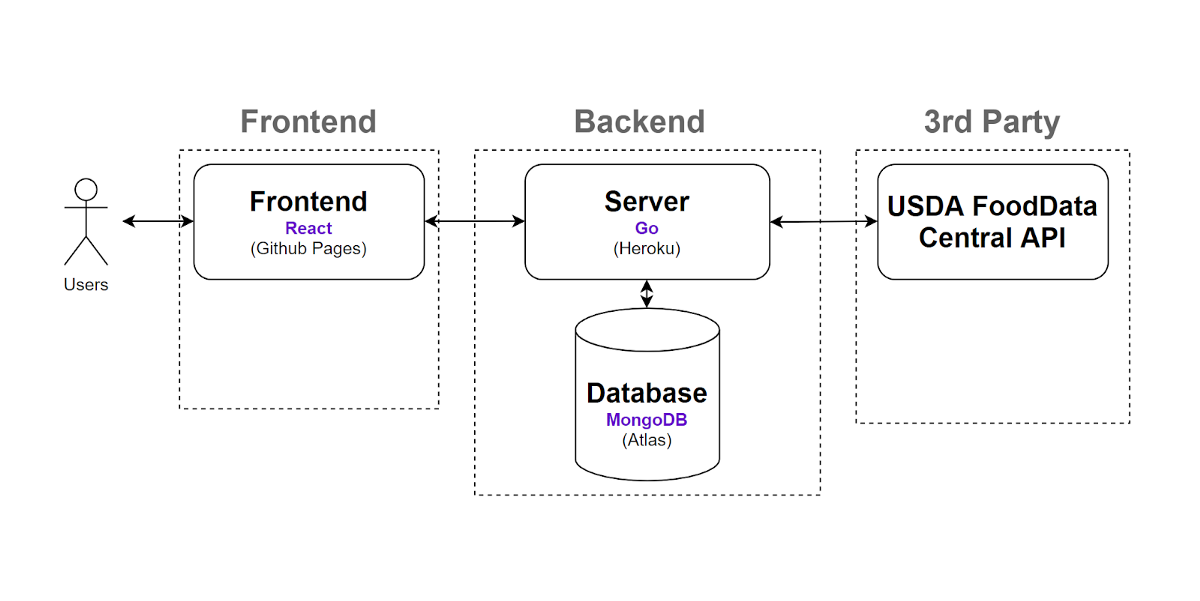 Frontend
Backend
3rd Party
Frontend
React
(Github Pages)
Server
Go
(Heroku)
USDA FoodData
Central API
Users
Database
MongoDB
(Atlas)